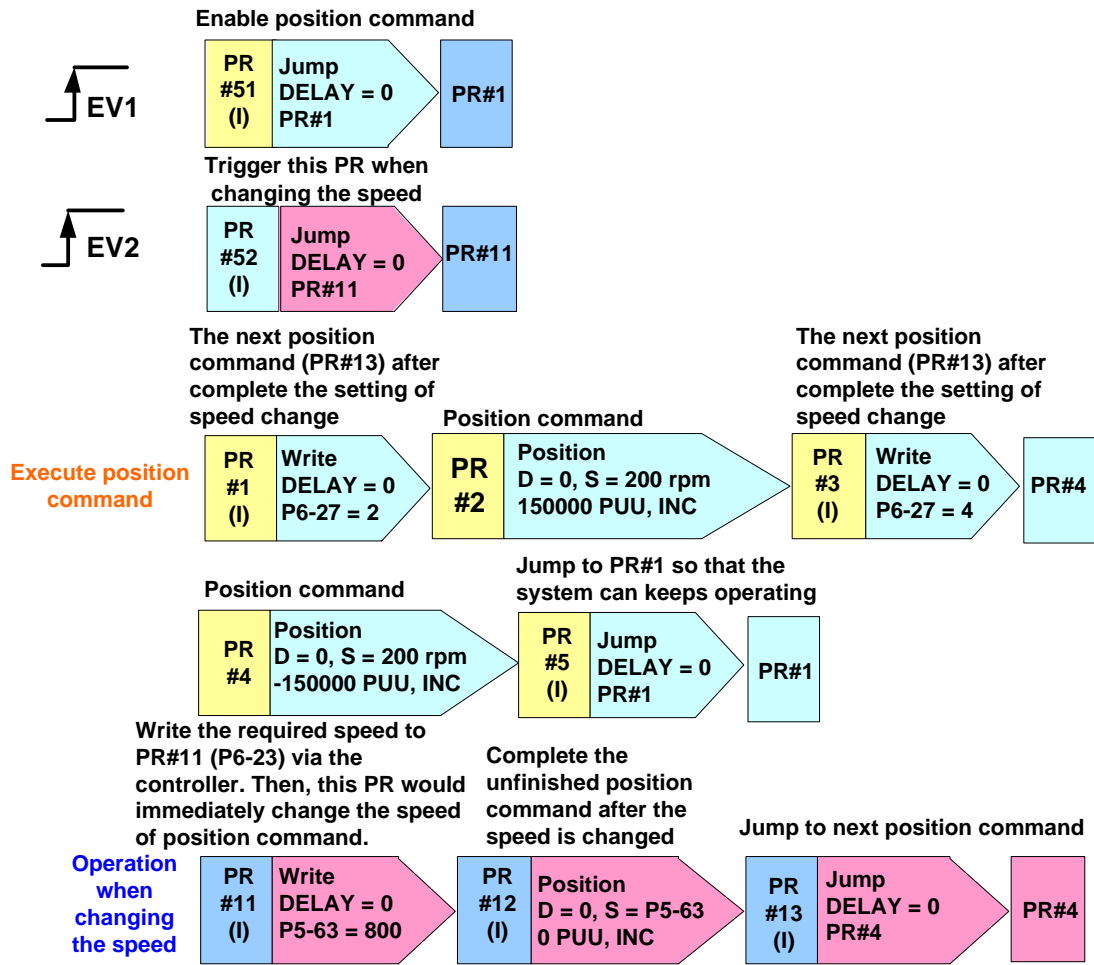 Enable position command
EV1
PR
#51
(I)
Jump
DELAY = 0
PR#1
PR#1
Trigger this PR when
changing the speed
EV2
PR
#52
(I)
Jump
DELAY = 0
PR#11
PR#11
The next position
command (PR#13) after
complete the setting of
speed change
Position command
The next position
command (PR#13) after
complete the setting of
speed change
Execute position
command
PR
#1
(I)
Write
DELAY = 0
P6-27 = 2
PR
#2
Position
D = 0, S = 200 rpm
150000 PUU, INC
PR
#3
(I)
Write
DELAY = 0
P6-27 = 4
PR#4
Position command
Jump to PR#1 so that the
system can keeps operating
PR
#4
Position
D = 0, S = 200 rpm
-150000 PUU, INC
PR
#5
(I)
Jump
DELAY = 0
PR#1
PR#1
Write the required speed to
PR#11 (P6-23) via the
controller. Then, this PR would
immediately change the speed
of position command.
Complete the
unfinished position
command after the
speed is changed
Jump to next position command
Operation
when
changing
the speed
PR
#11
(I)
Write
DELAY = 0
P5-63 = 800
PR
#12
(I)
Position
D = 0, S = P5-63
0 PUU, INC
PR
#13
(I)
Jump
DELAY = 0
PR#4
PR#4